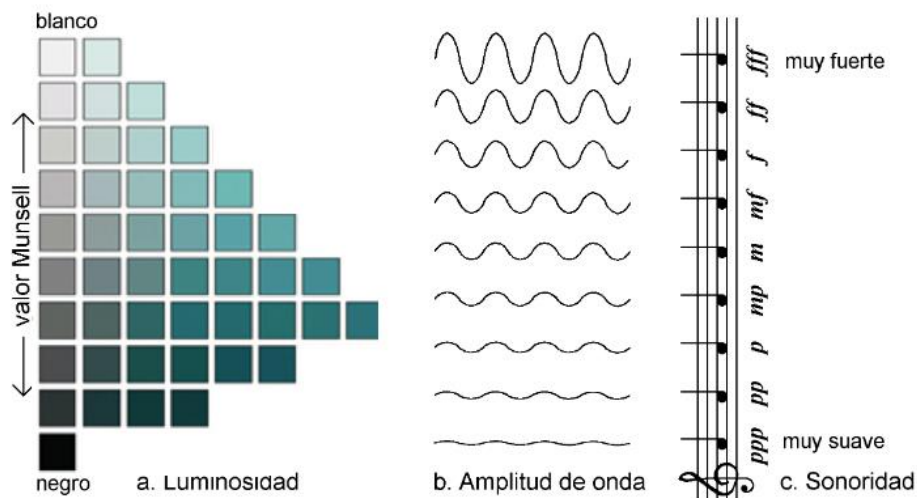 blanco
valor Munsell
negro
a. Luminosidad
b. Amplitud de onda
fff muy fuerte
ff
f
mf
m
mp
p
pp
ppp muy suave
c. Sonoridad